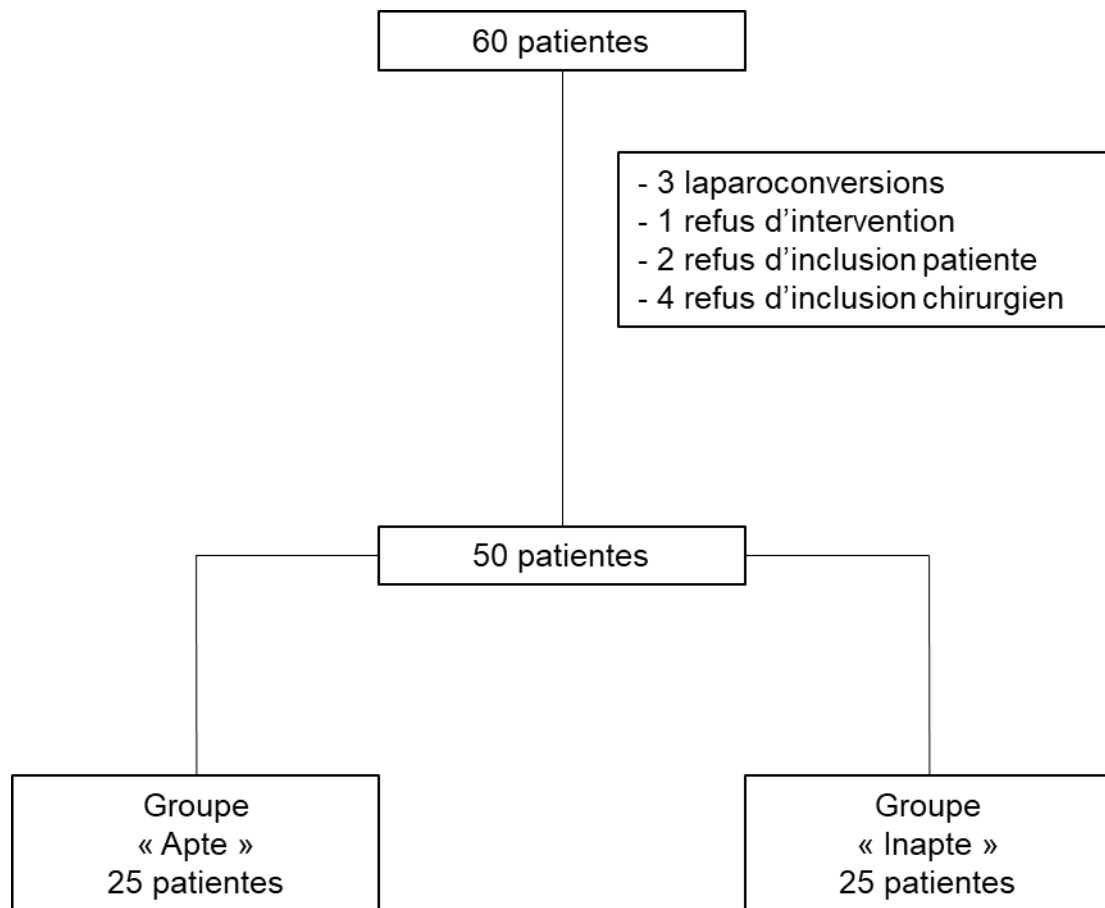 60 patientes
- 3 laparoconversions
- 1 refus d’intervention
- 2 refus d’inclusion patiente
- 4 refus d’inclusion chirurgien
50 patientes
Groupe
« Apte »
25 patientes
Groupe
« Inapte »
25 patientes